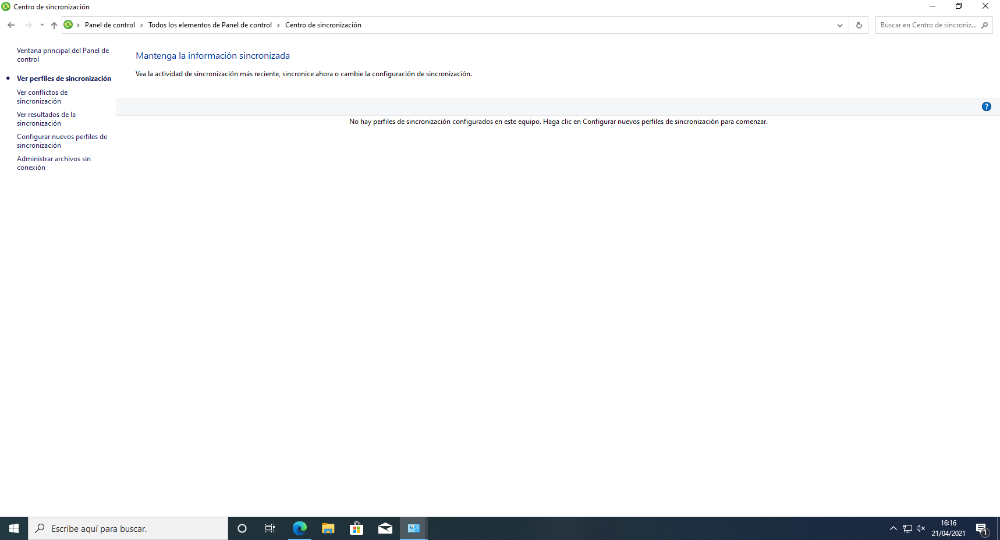 Centro de sincronización
Panel de control > Todos los elementos de Panel de control > Centro de sincronización
Buscar en Centro de sincroniz...
Ventana principal del Panel de
control
Ver perfiles de sincronización
Ver conflictos de
sincronización
Ver resultados de la
sincronización
Configurar nuevos perfiles de
sincronización
Administrar archivos sin
conexión
Mantenga la información sincronizada
Vea la actividad de sincronización más reciente, sincronice ahora o cambie la configuración de sincronización.
?
No hay perfiles de sincronización configurados en este equipo. Haga clic en Configurar nuevos perfiles de sincronización para comenzar.
Escribe aquí para buscar.
16:16
21/04/2021
1